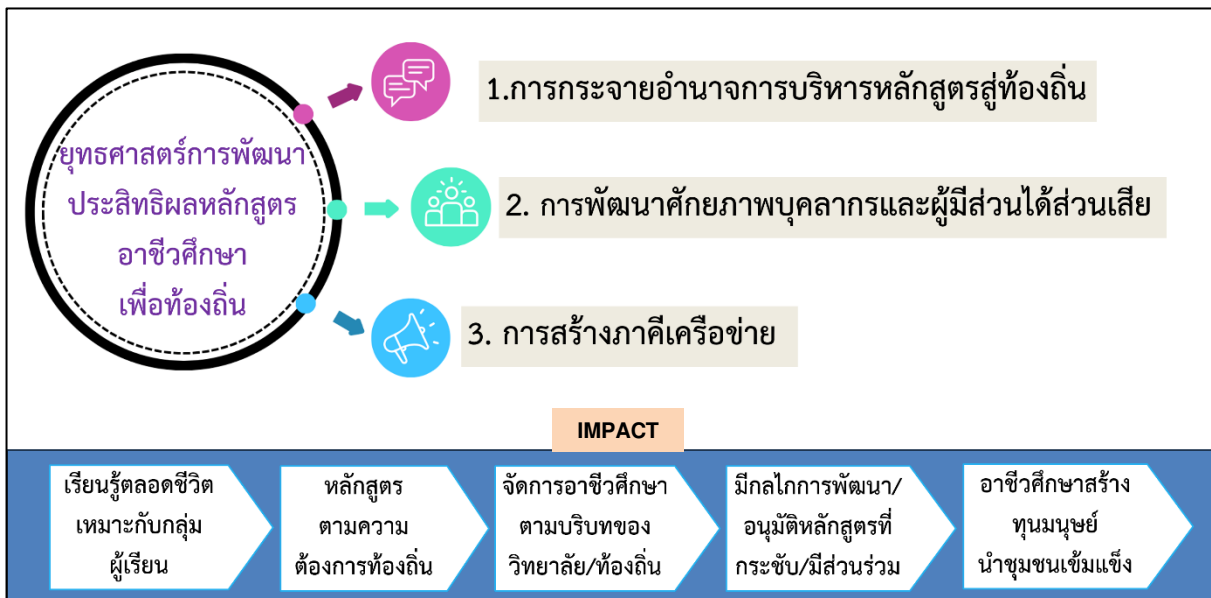 ยุทธศาสตร์การพัฒนา
ประสิทธิผลหลักสูตร
อาชีวศึกษา
เพื่อท้องถิ่น
1.การกระจายอำนาจการบริหารหลักสูตรสู่ท้องถิ่น
2. การพัฒนาศักยภาพบุคลากรและผู้มีส่วนได้ส่วนเสีย
3. การสร้างภาคีเครือข่าย
IMPACT
เรียนรู้ตลอดชีวิต
เหมาะกับกลุ่ม
ผู้เรียน
หลักสูตร
ตามความ
ต้องการท้องถิ่น
จัดการอาชีวศึกษา
ตามบริบทของ
วิทยาลัย/ท้องถิ่น
มีกลไกการพัฒนา/
อนุมัติหลักสูตรที่
กระชับ/มีส่วนร่วม
อาชีวศึกษาสร้าง
ทุนมนุษย์
นำชุมชนเข้มแข็ง